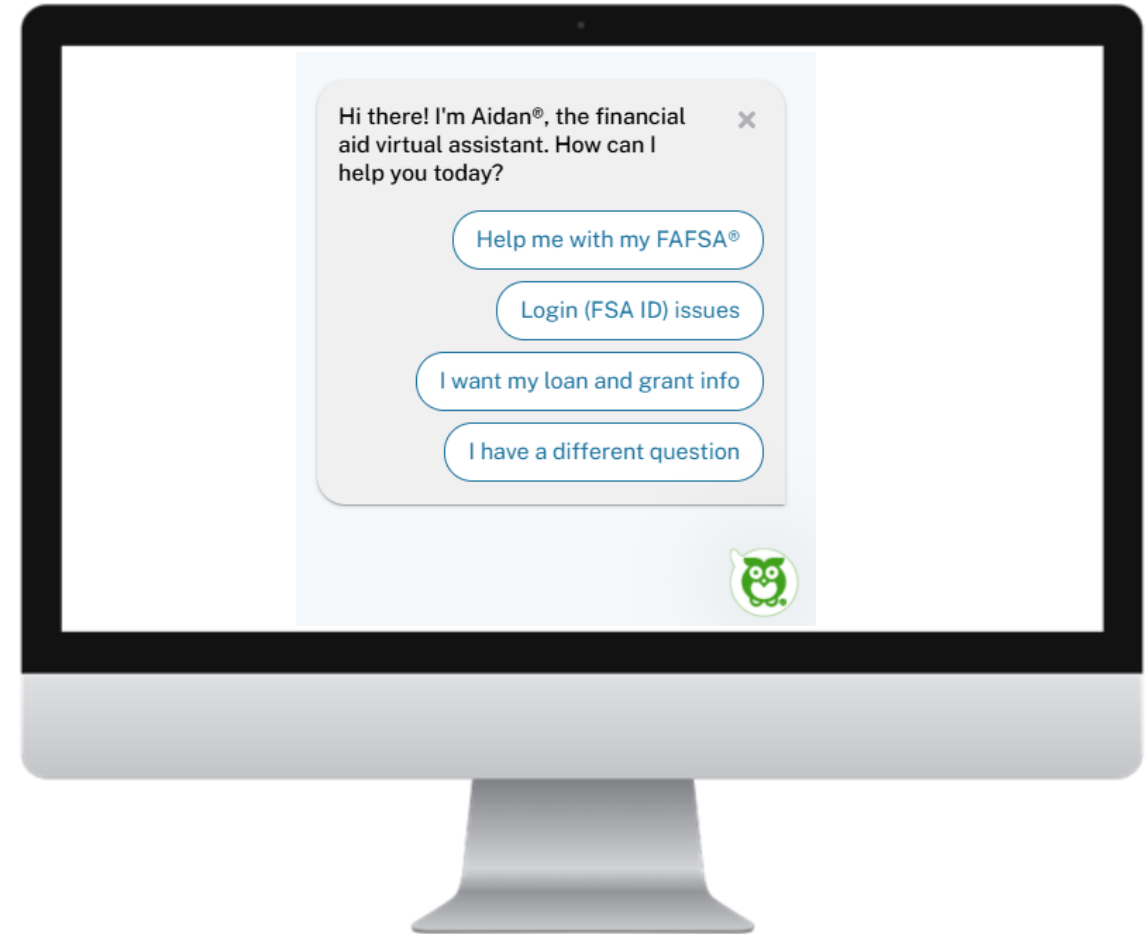 Hi there! I'm Aidan®, the financial
aid virtual assistant. How can I
help you today?
Help me with my FAFSA®
Login (FSA ID) issues
I want my loan and grant info
I have a different question